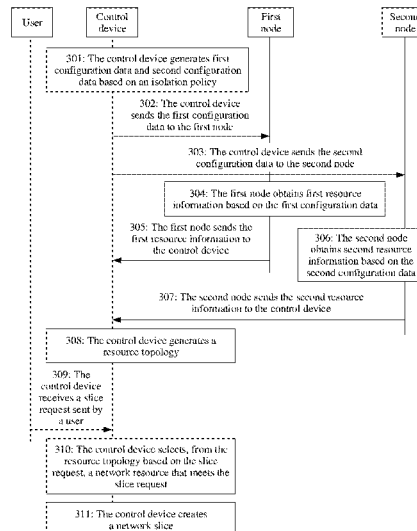 User
Control
device
First
node
Second
node
301: The control device generates first
configuration data and second configuration
data based on an isolation policy
302: The control device
sends the first configuration
data to the first node
303: The control device sends the second
configuration data to the second node
304: The first node obtains first resource
information based on the first configuration data
305: The first node sends the
first resource information to
the control device
306: The second node
obtains second resource
information based on the
second configuration data
307: The second node sends the second resource
information to the control device
308: The control device generates a
resource topology
309: The
control device
receives a slice
request sent by
a user
310: The control device selects, from the
resource topology based on the slice
request, a network resource that meets the
slice request
311: The control device creates
a network slice